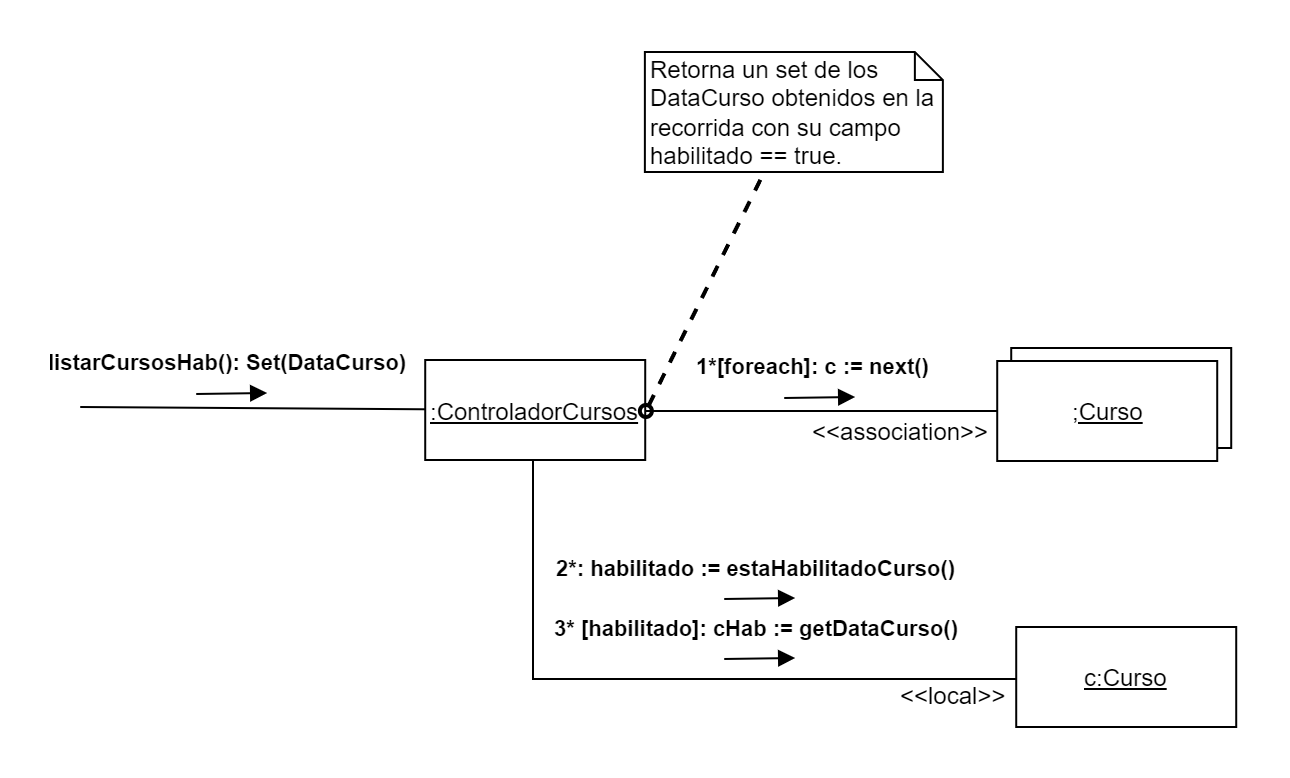 Retorna un set de los
DataCurso obtenidos en la
recorrida con su campo
habilitado == true.
listarCursosHab(): Set(DataCurso)
:ControladorCursos
1*[foreach]: c := next()
<<association>>
;Curso
2*: habilitado := estaHabilitadoCurso()
3* [habilitado]: cHab := getDataCurso()
<<local>>
c:Curso